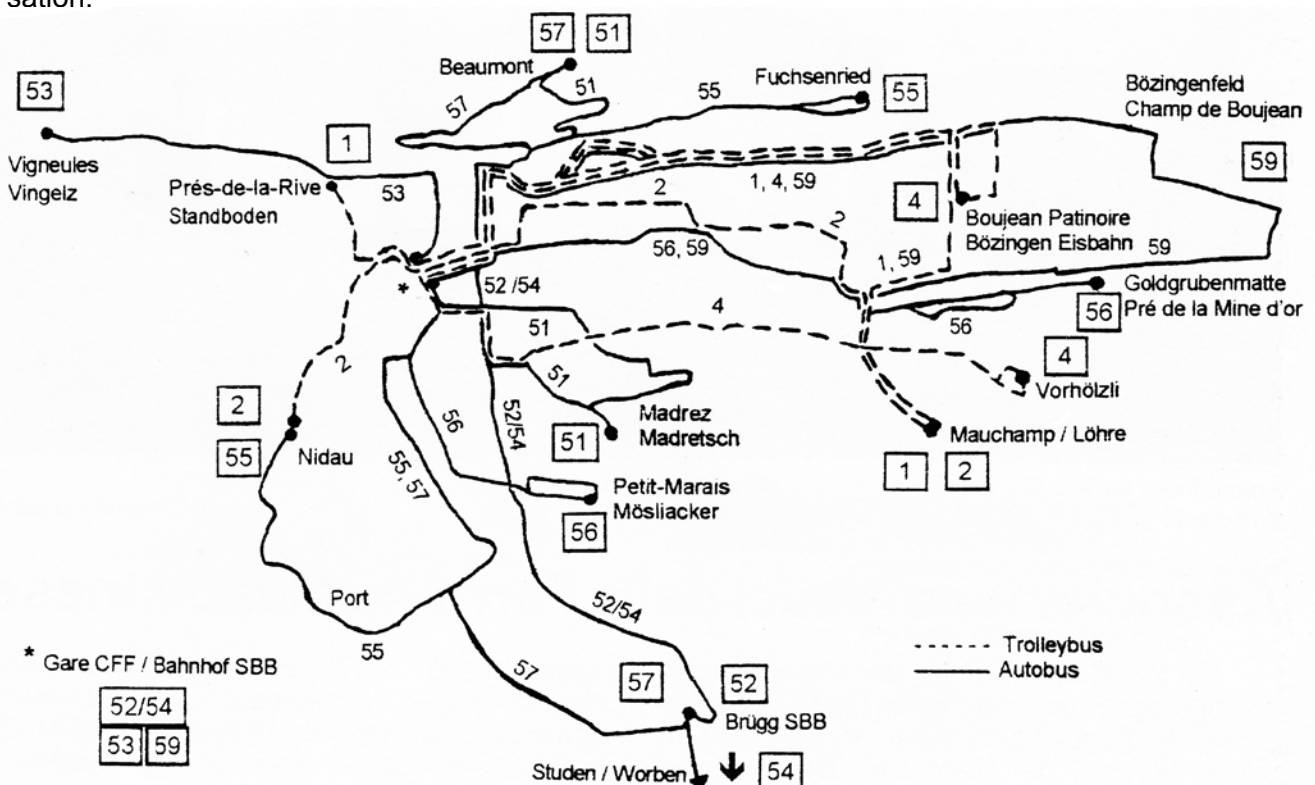 sation.
57 51
Beaumont
53
57
51
Fuchsenried
55
55
Bözingenfeld
Champ de Boujean
1
59
Vigneules
Vingelz
Prés-de-la-Rive
Standboden
53
2
1, 4, 59
4
Boujean Patinoire
Bözingen Eisbahn
2
56, 59
1, 59
59
*
52 /54
Goldgrubenmatte
Pré de la Mine d'or
56
56
51
4
4
Vorhölzli
2
51
2
55
Nidau
56
52/54
Madrez
Madretsch
51
Mauchamp / Löhre
1 2
55, 57
Petit-Marais
Mösliacker
56
Port
52/54
55
* Gare CFF / Bahnhof SBB
52/54
53 59
57
57
52
Brügg SBB
Trolleybus
Autobus
Studen / Worben
54